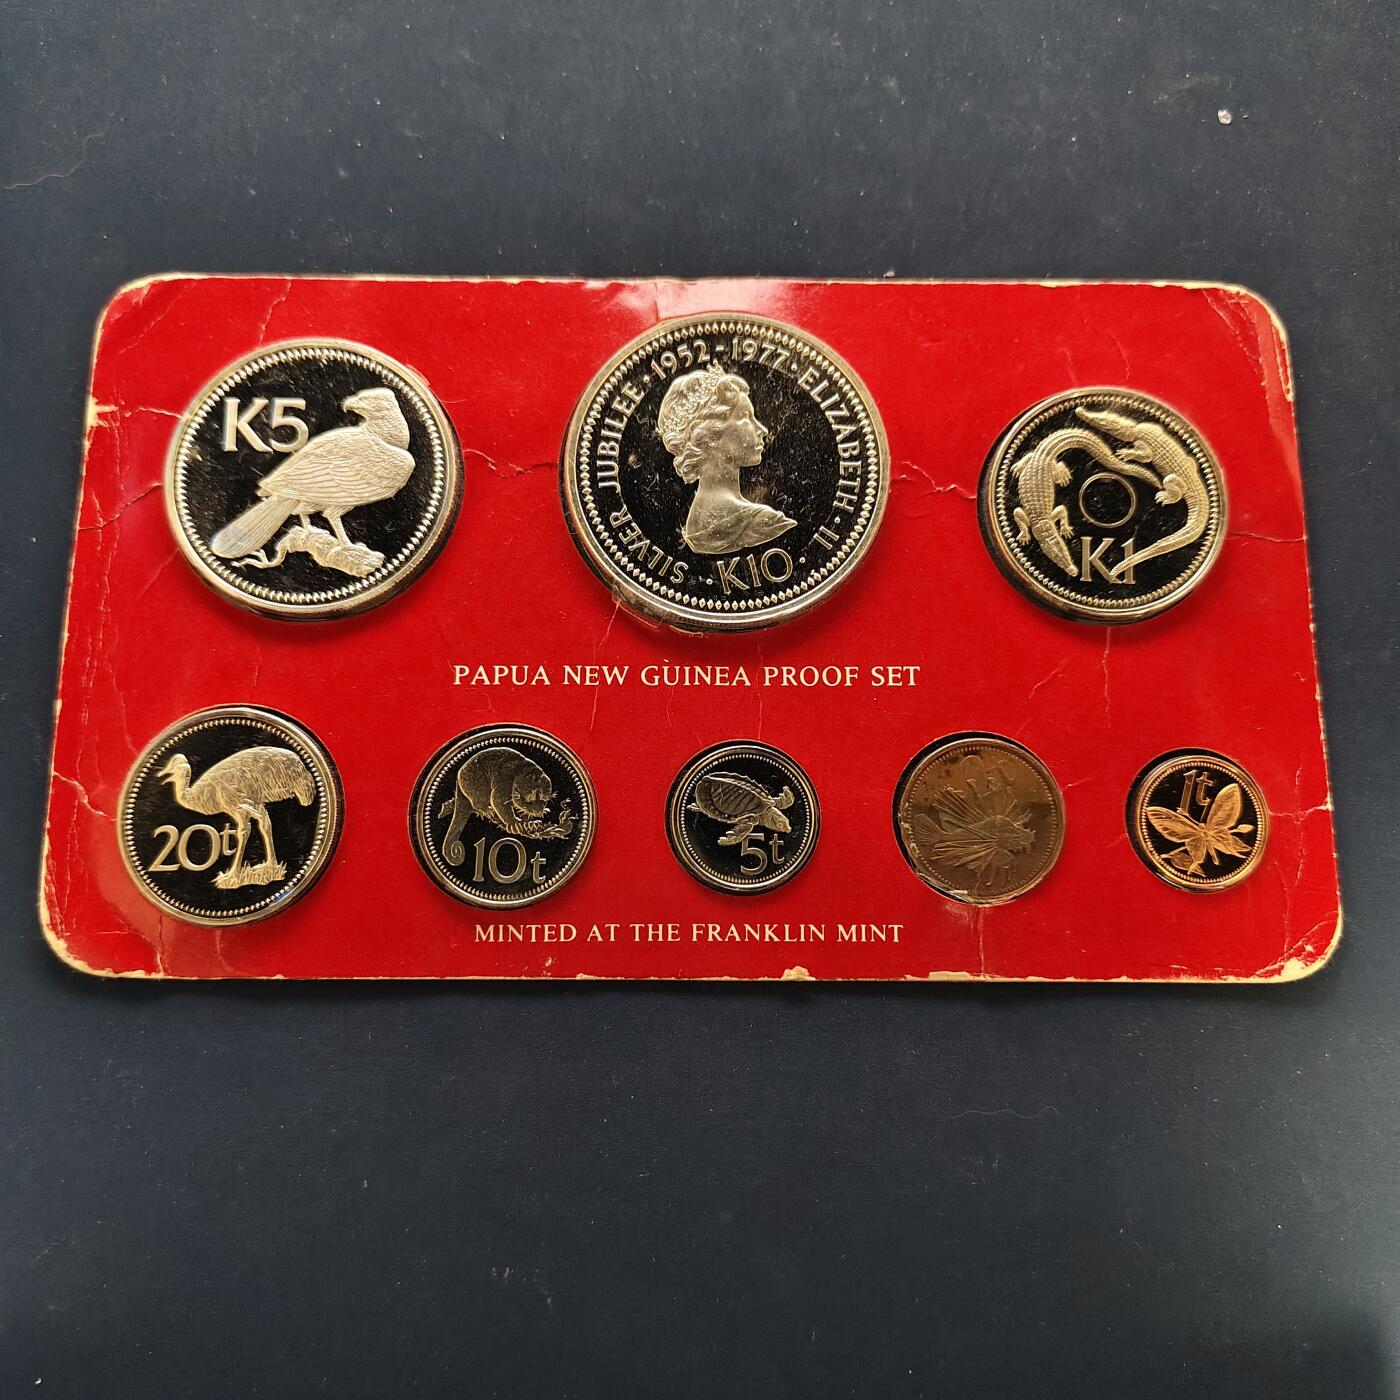 K5
SILVER JUBILEE · 1952-1977 · ELIZABETH · II ·
· K10 ·
K1
PAPUA NEW GUINEA PROOF SET
20t
10t
5t
2t
1t
MINTED AT THE FRANKLIN MINT